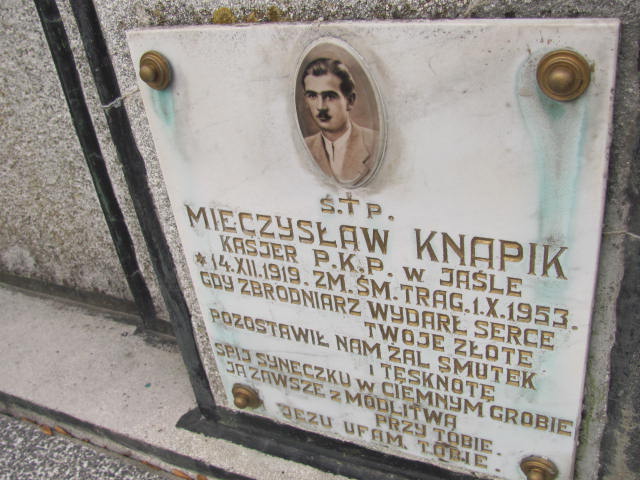 Ś.†P.
MIECZYSŁAW KNAPIK
KASJER P.K.P. W JAŚLE
*14.XII.1919. ZM.ŚM.TRAG.1.X.1953.
GDY ZBRODNIARZ WYDARŁ SERCE
TWOJE ZŁOTE
POZOSTAWIŁ NAM ŻAL SMUTEK
I TĘSKNOTĘ
ŚPIJ SYNECZKU W CIEMNYM GROBIE
JA ZAWSZE Z MODLITWĄ
PRZY TOBIE.
JEZU UFAM TOBIE.